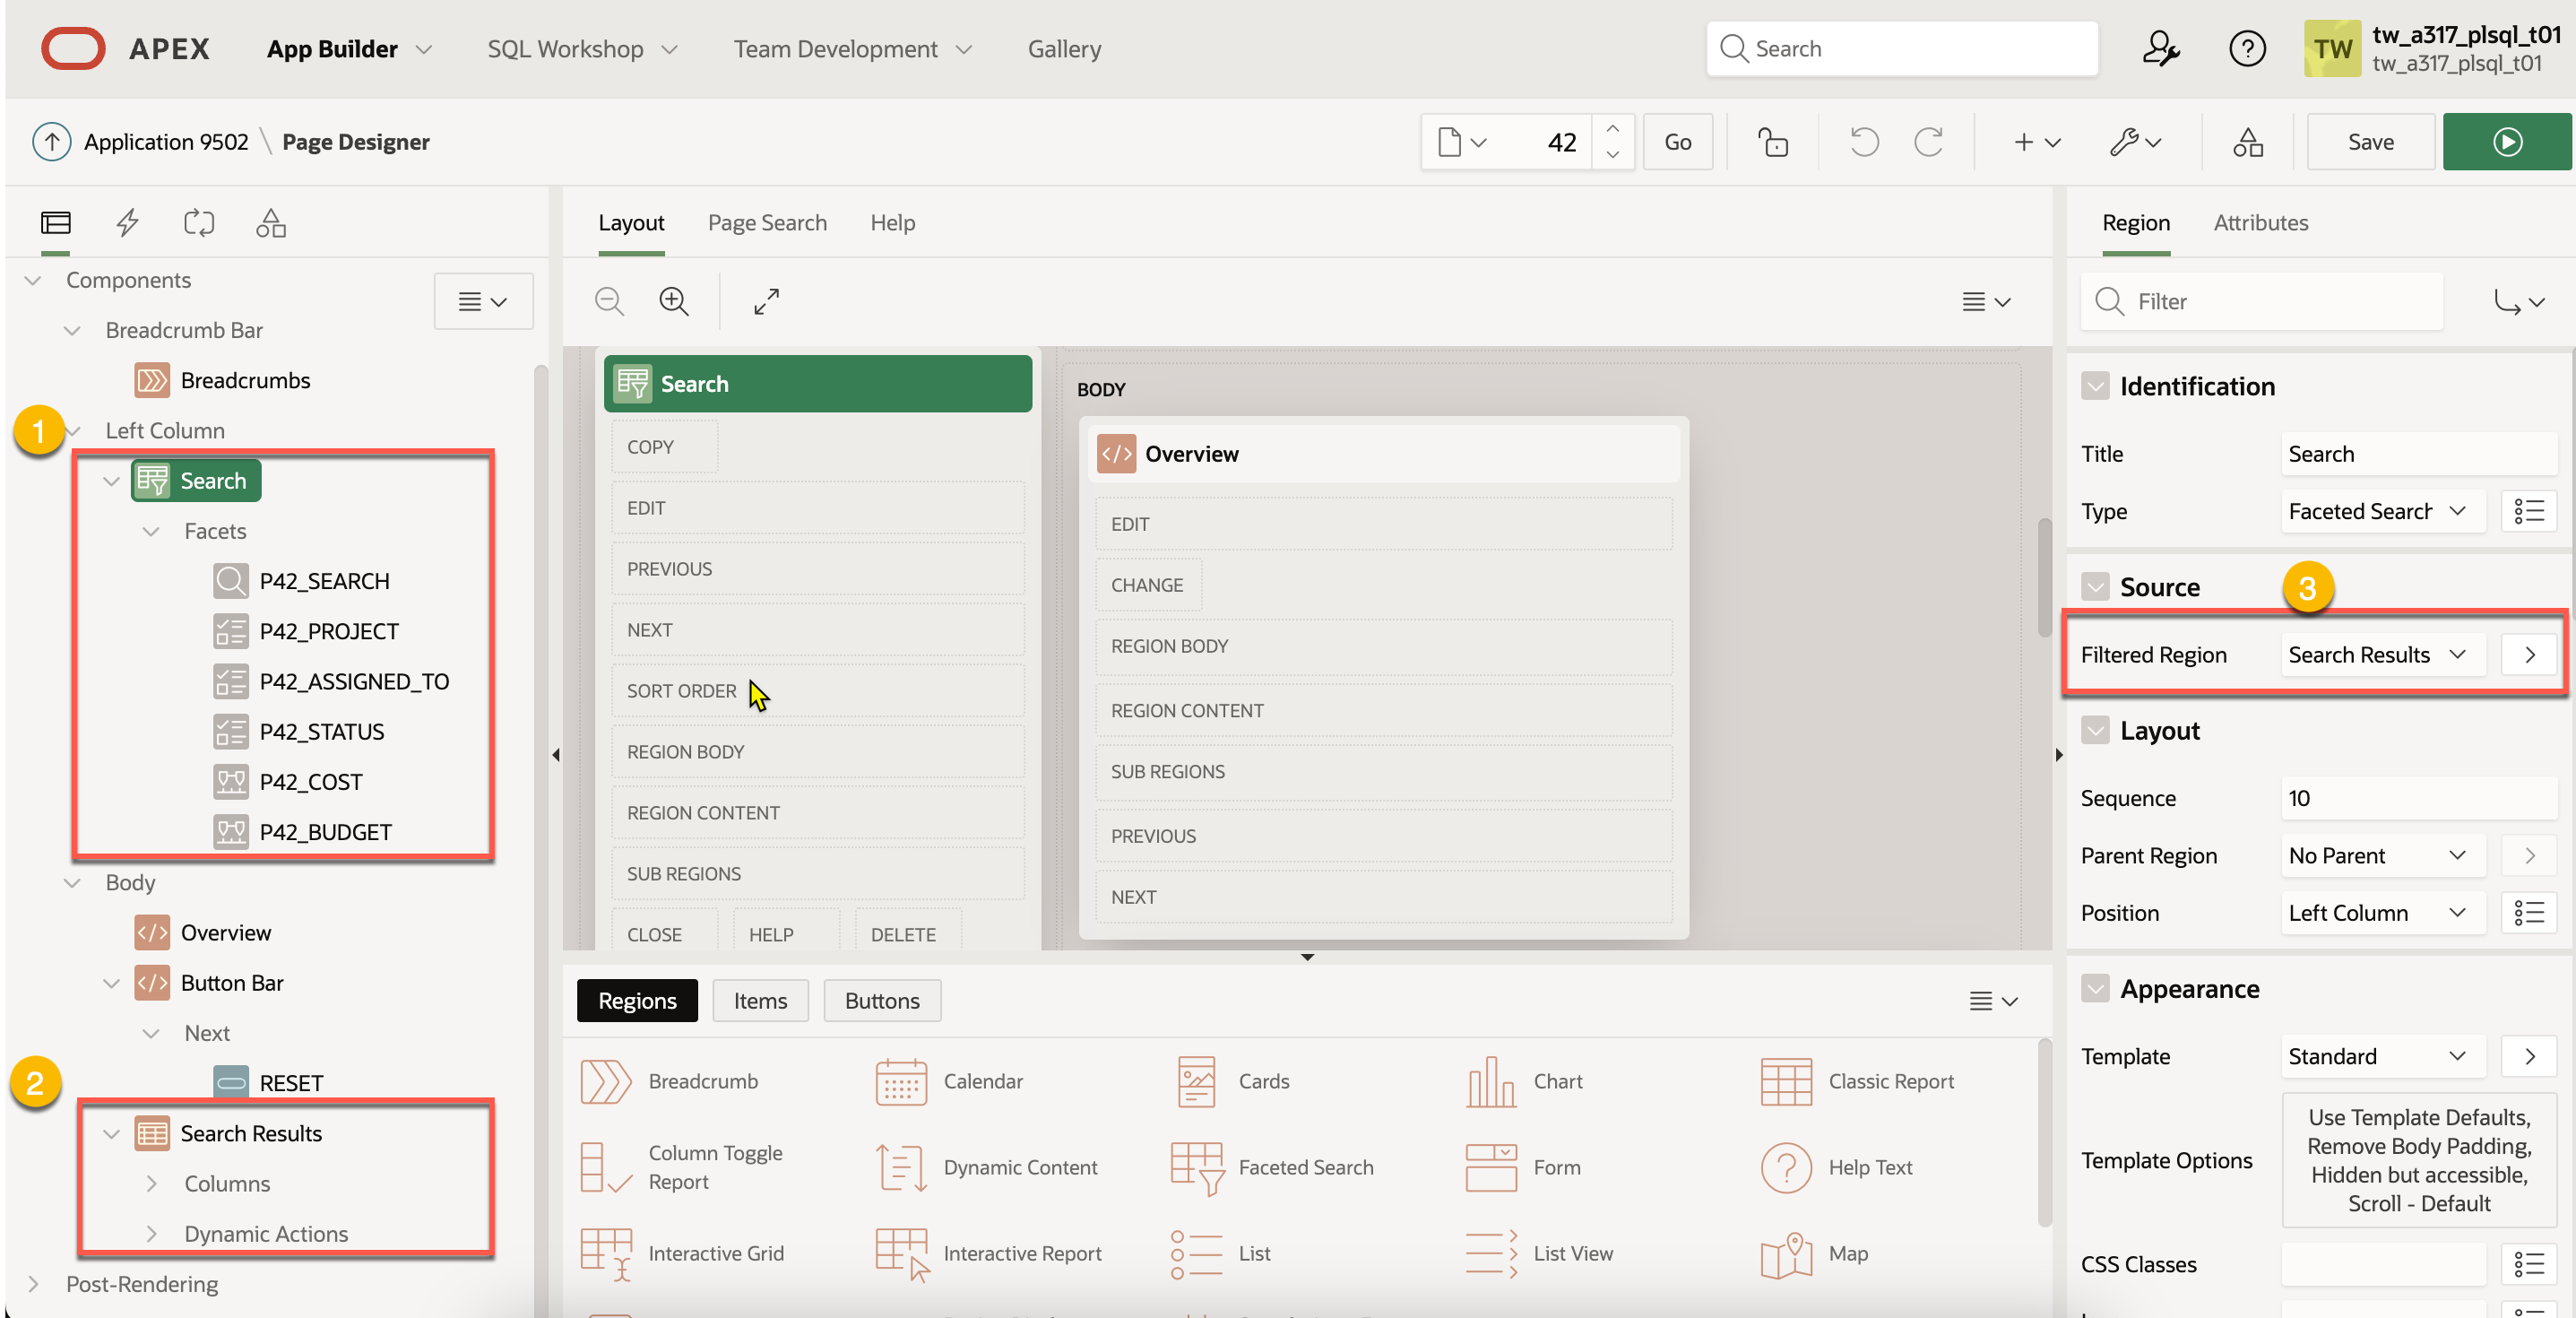 APEX App Builder SQL Workshop Team Development Gallery Search TW tw_a317_plsql_t01
tw_a317_plsql_t01
Application 9502 \ Page Designer 42 Go Save
Components
Breadcrumb Bar
Breadcrumbs
1
Left Column
Search
Facets
P42_SEARCH
P42_PROJECT
P42_ASSIGNED_TO
P42_STATUS
P42_COST
P42_BUDGET
Body
Overview
Button Bar
Next
RESET
2
Search Results
Columns
Dynamic Actions
Post-Rendering
Layout Page Search Help
Search
COPY
EDIT
PREVIOUS
NEXT
SORT ORDER
REGION BODY
REGION CONTENT
SUB REGIONS
CLOSE HELP DELETE
BODY
Overview
EDIT
CHANGE
REGION BODY
REGION CONTENT
SUB REGIONS
PREVIOUS
NEXT
Regions Items Buttons
Breadcrumb Calendar Cards Chart Classic Report
Column Toggle
Report
Dynamic Content Faceted Search Form Help Text
Interactive Grid Interactive Report List List View Map
Region Attributes
Filter
Identification
Title Search
Type Faceted Search
Source
3
Filtered Region Search Results
Layout
Sequence 10
Parent Region No Parent
Position Left Column
Appearance
Template Standard
Template Options
Use Template Defaults,
Remove Body Padding,
Hidden but accessible,
Scroll - Default
CSS Classes